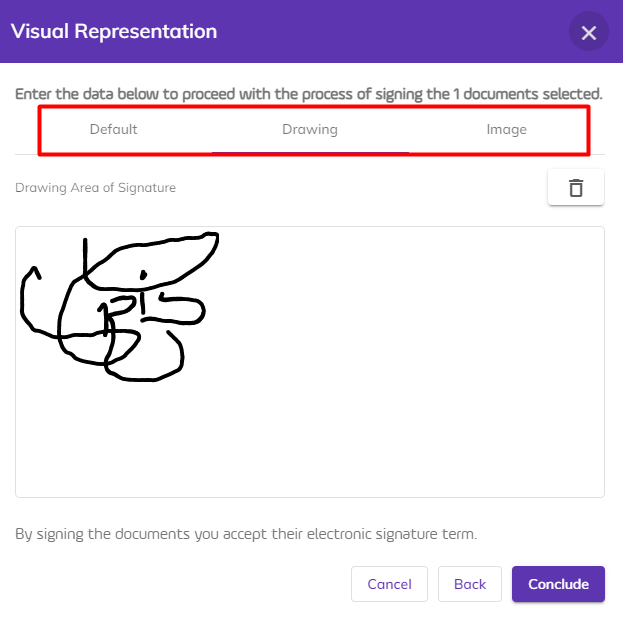 Visual Representation
Enter the data below to proceed with the process of signing the 1 documents selected.
Default Drawing Image
Drawing Area of Signature
By signing the documents you accept their electronic signature term.
Cancel Back Conclude